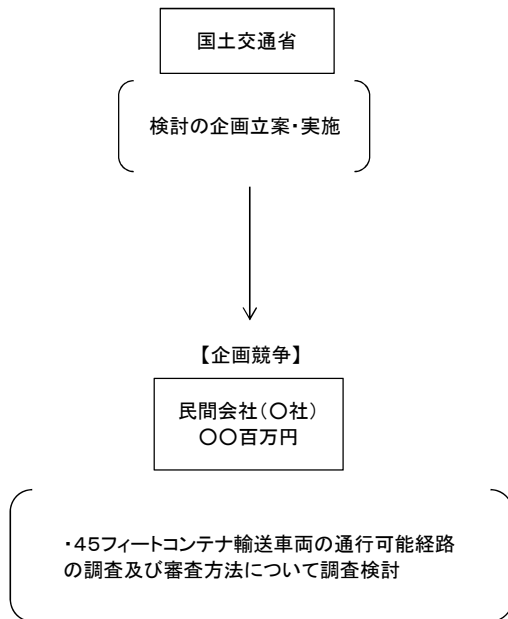 国土交通省
検討の企画立案・実施
【企画競争】
民間会社（○社）
○○百万円
・４５フィートコンテナ輸送車両の通行可能経路
の調査及び審査方法について調査検討